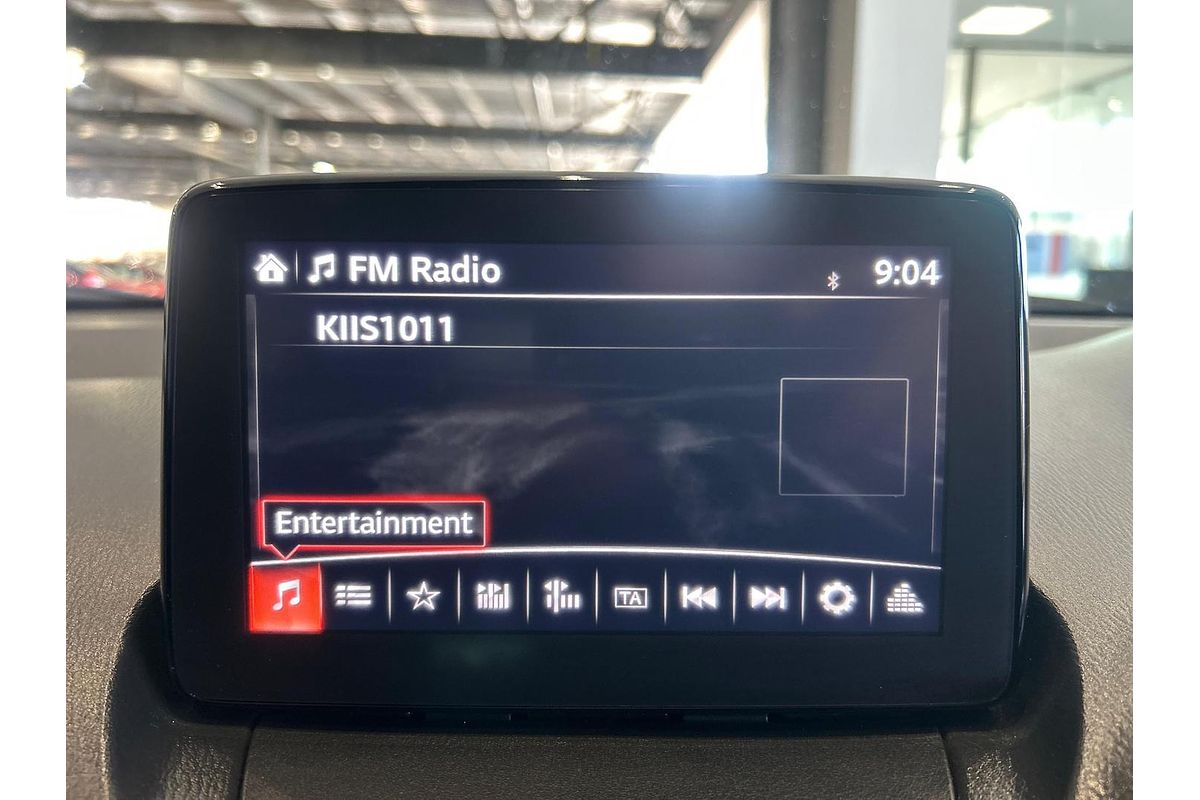 FM Radio
9:04
KIIS1011
Entertainment
TA